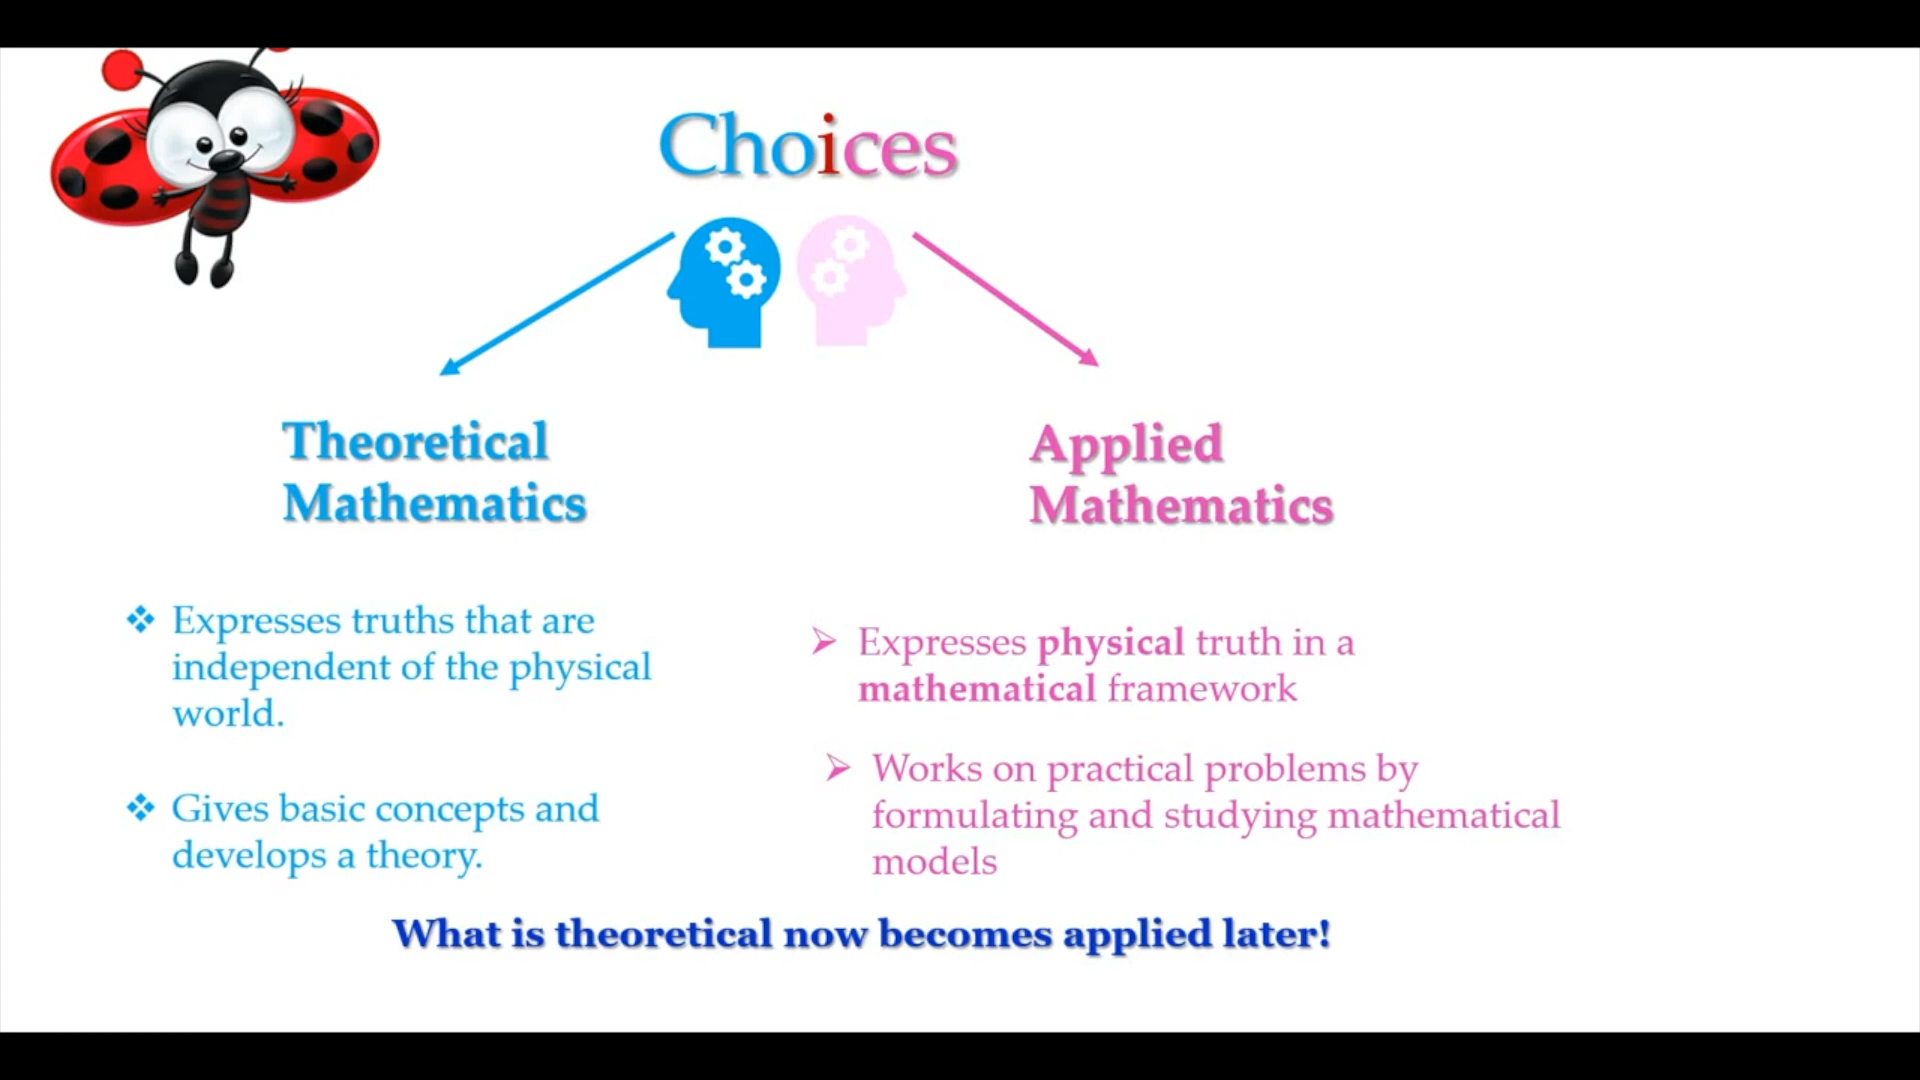 Choices
Theoretical
Mathematics
Expresses truths that are
independent of the physical
world.
Gives basic concepts and
develops a theory.
Applied
Mathematics
Expresses physical truth in a
mathematical framework
Works on practical problems by
formulating and studying mathematical
models
What is theoretical now becomes applied later!